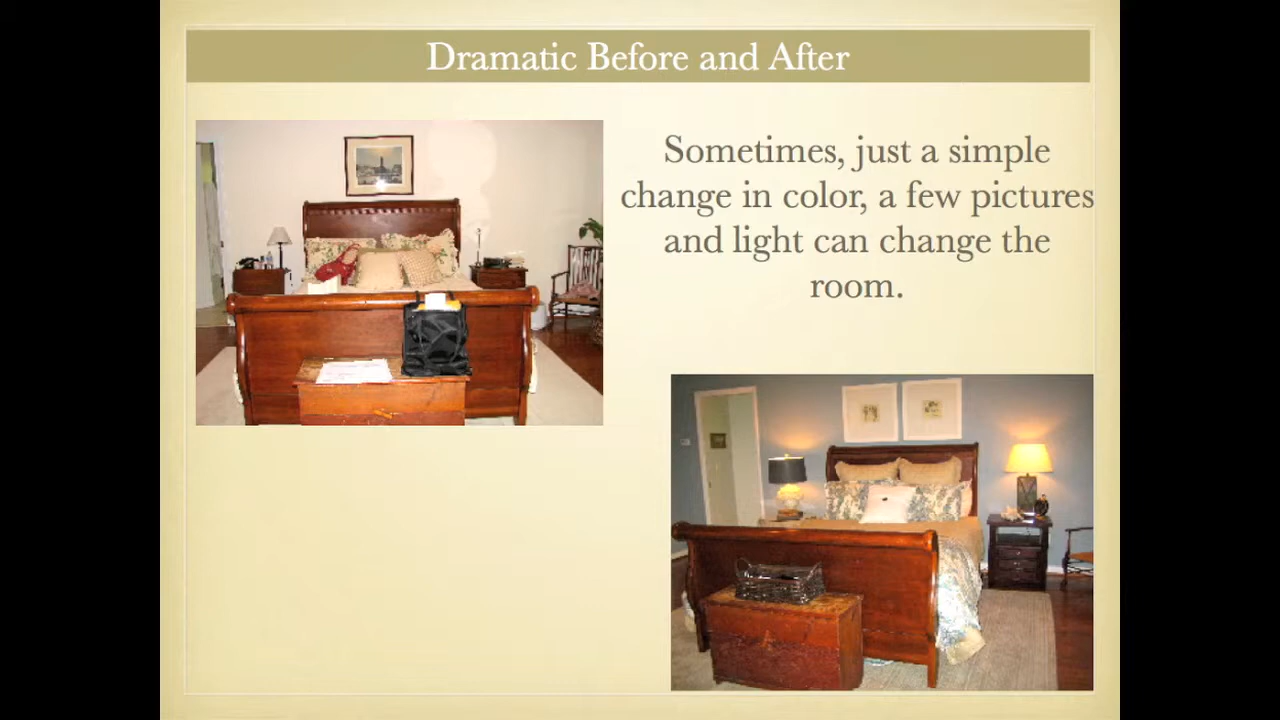 Dramatic Before and After
Sometimes, just a simple
change in color, a few pictures
and light can change the
room.